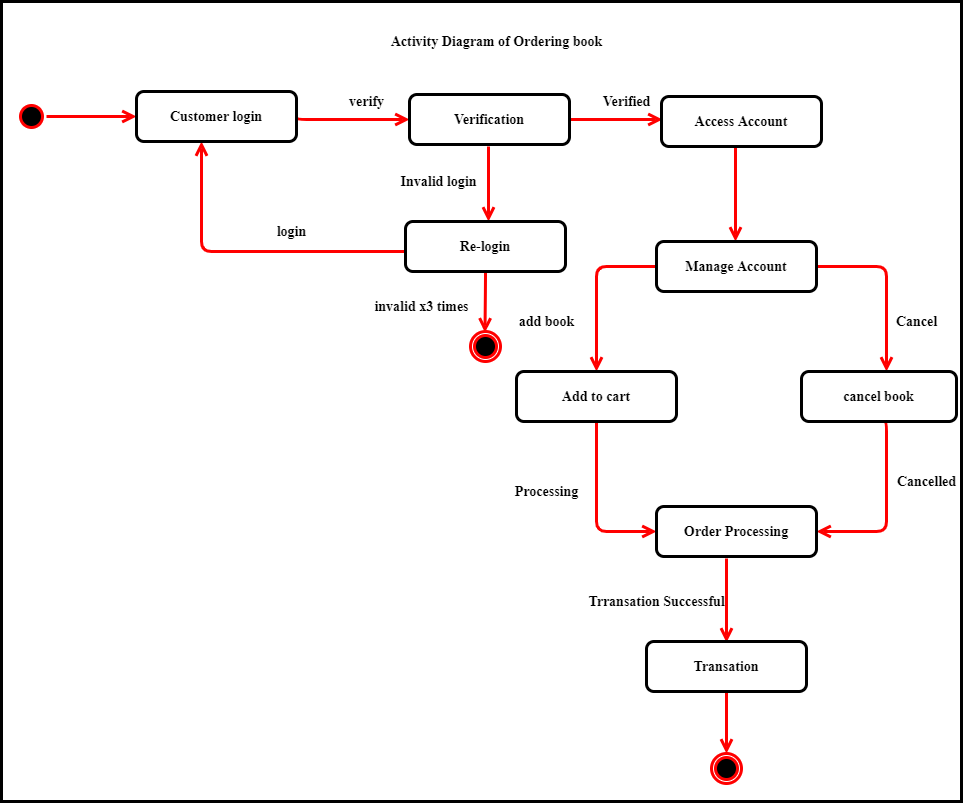 Activity Diagram of Ordering book
Customer login
verify
Verification
Verified
Access Account
Invalid login
login
Re-login
Manage Account
invalid x3 times
add book
Cancel
Add to cart
cancel book
Processing
Cancelled
Order Processing
Trransation Successful
Transation